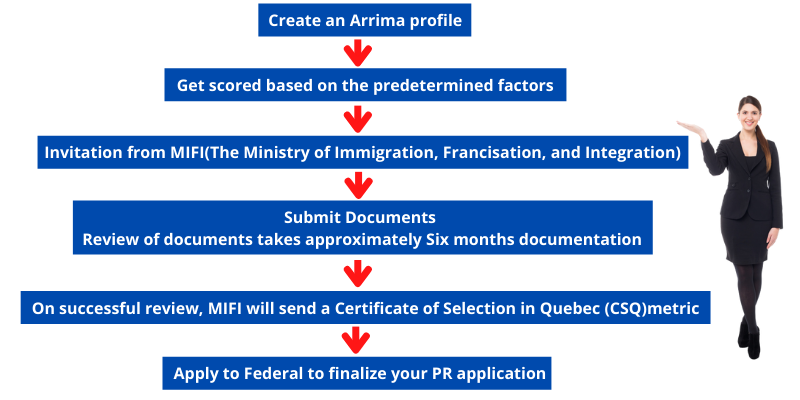 Create an Arrima profile
Get scored based on the predetermined factors
Invitation from MIFI(The Ministry of Immigration, Francisation, and Integration)
Submit Documents
Review of documents takes approximately Six months documentation
On successful review, MIFI will send a Certificate of Selection in Quebec (CSQ)metric
Apply to Federal to finalize your PR application